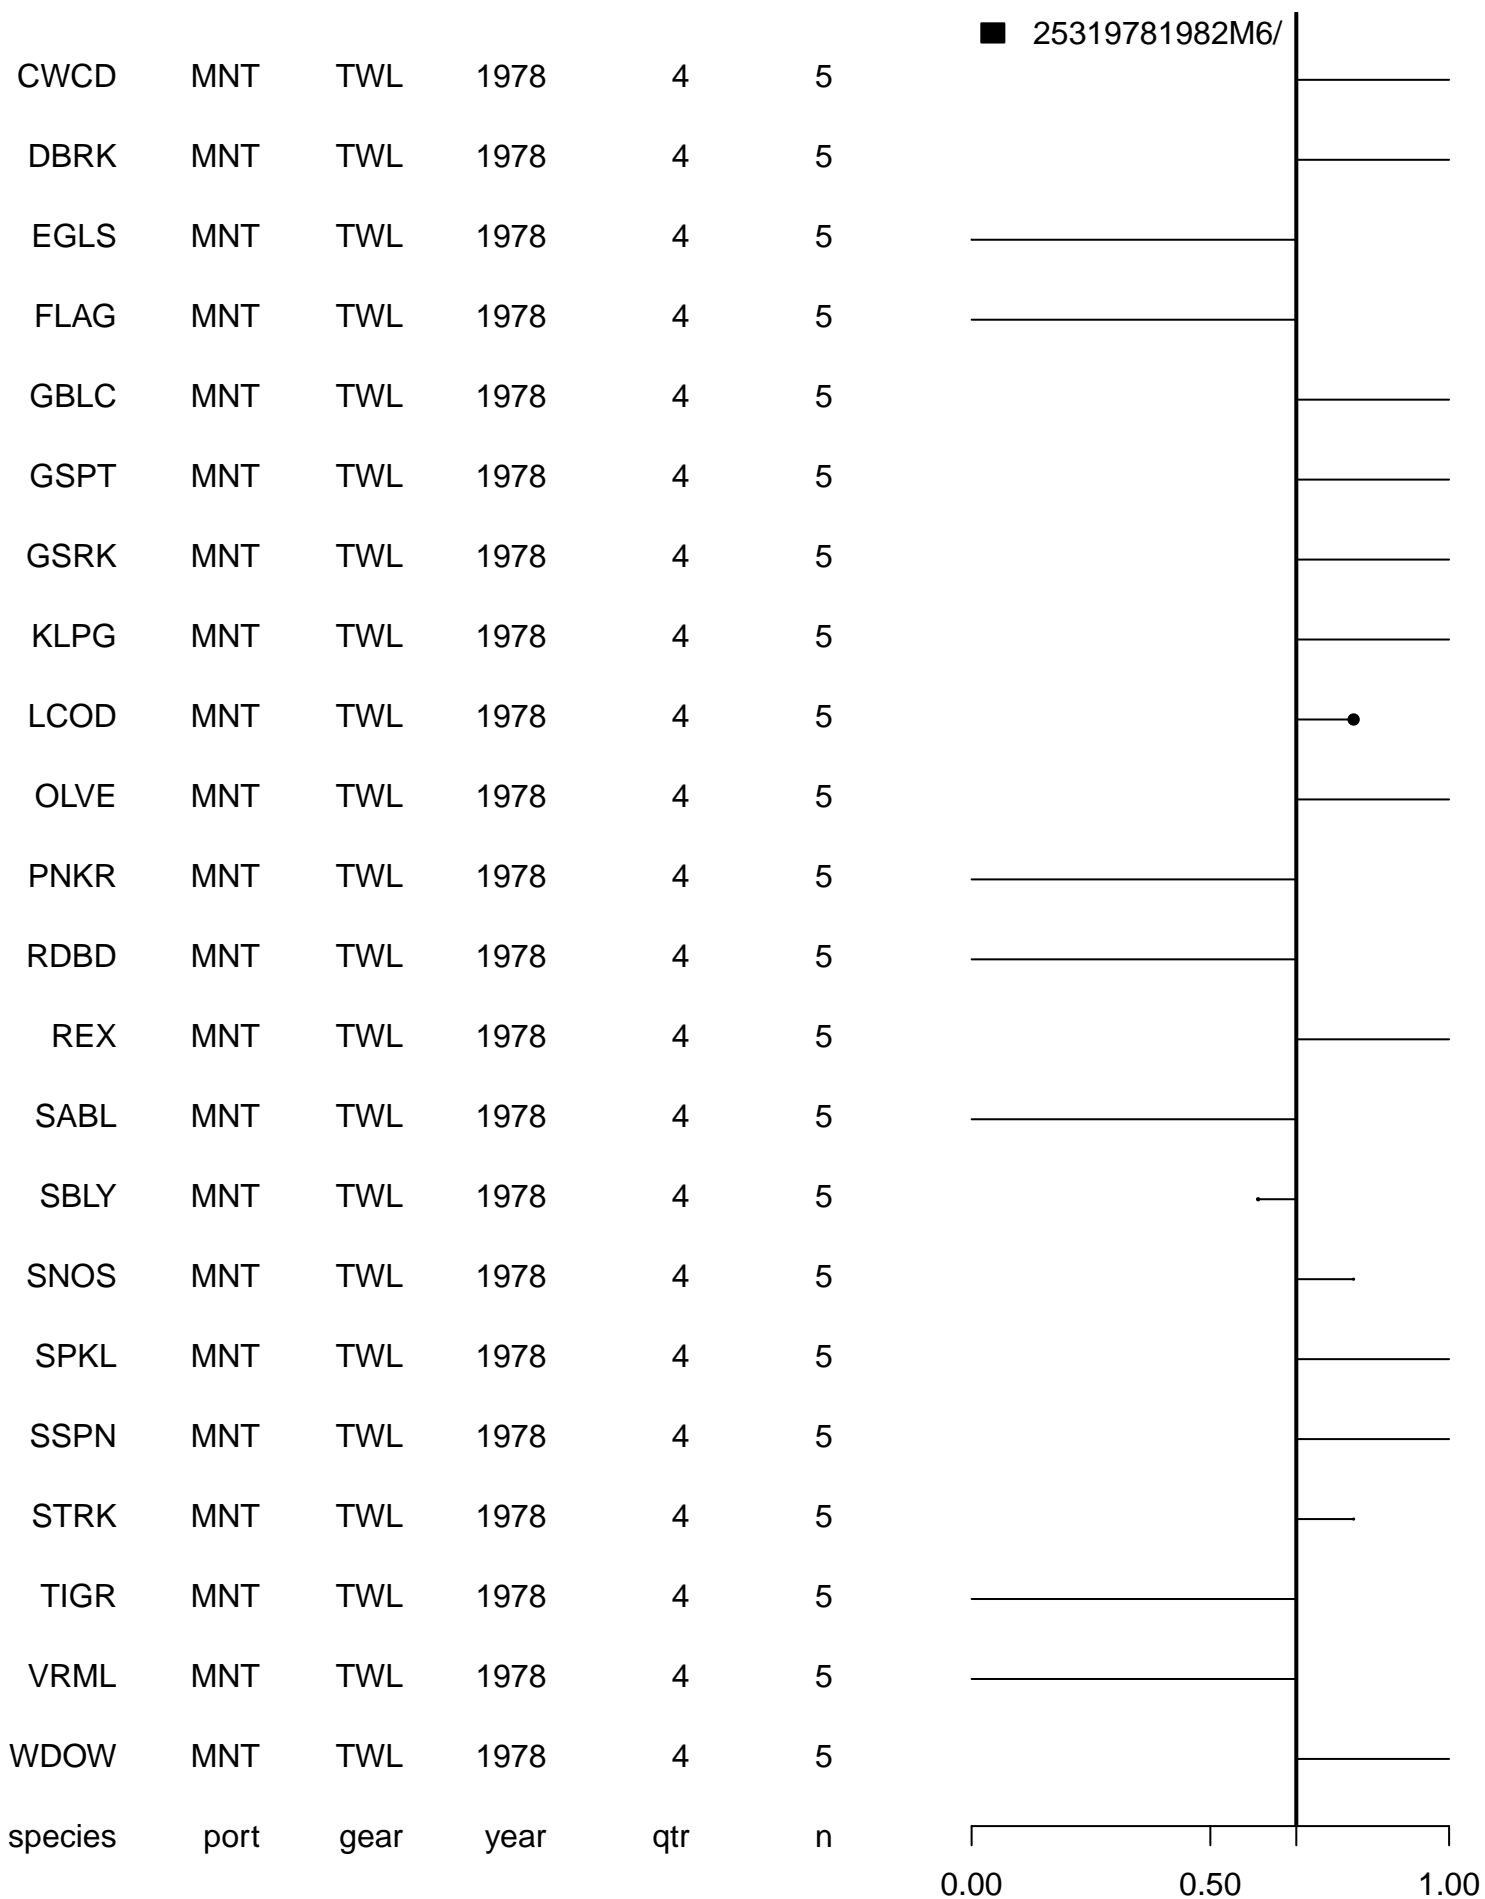 25319781982M6/
CWCD MNT TWL 1978 4 5
DBRK MNT TWL 1978 4 5
EGLS MNT TWL 1978 4 5
FLAG MNT TWL 1978 4 5
GBLC MNT TWL 1978 4 5
GSPT MNT TWL 1978 4 5
GSRK MNT TWL 1978 4 5
KLPG MNT TWL 1978 4 5
LCOD MNT TWL 1978 4 5
OLVE MNT TWL 1978 4 5
PNKR MNT TWL 1978 4 5
RDBD MNT TWL 1978 4 5
REX MNT TWL 1978 4 5
SABL MNT TWL 1978 4 5
SBLY MNT TWL 1978 4 5
SNOS MNT TWL 1978 4 5
SPKL MNT TWL 1978 4 5
SSPN MNT TWL 1978 4 5
STRK MNT TWL 1978 4 5
TIGR MNT TWL 1978 4 5
VRML MNT TWL 1978 4 5
WDOW MNT TWL 1978 4 5
species port gear year qtr n
0.00 0.50 1.00